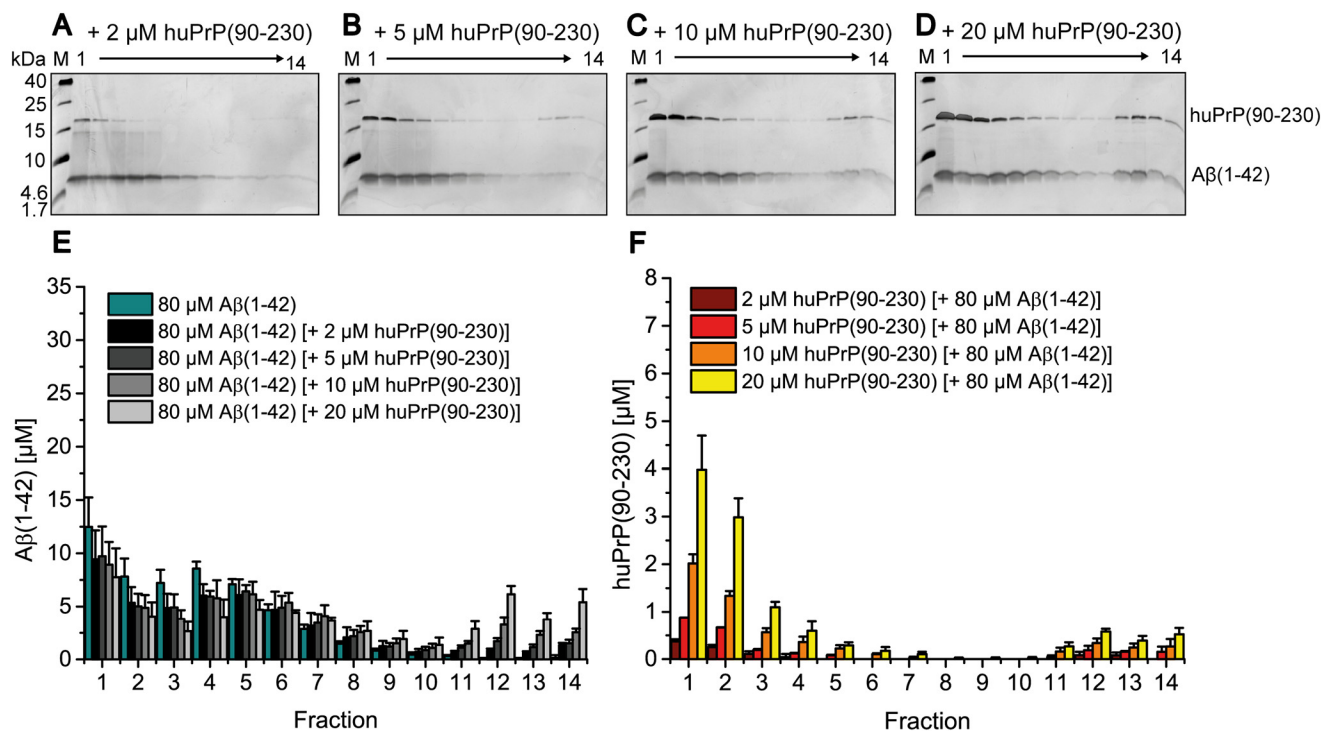 A + 2 µM huPrP(90-230)
B + 5 µM huPrP(90-230)
C + 10 µM huPrP(90-230)
D + 20 µM huPrP(90-230)
kDa M 1 14
M 1 14
M 1 14
M 1 14
40
25
15
10
4.6
1.7
huPrP(90-230)
Aβ(1-42)
E
35
30
25
20
15
10
5
0
Aβ(1-42) [µM]
80 µM Aβ(1-42)
80 µM Aβ(1-42) [+ 2 µM huPrP(90-230)]
80 µM Aβ(1-42) [+ 5 µM huPrP(90-230)]
80 µM Aβ(1-42) [+ 10 µM huPrP(90-230)]
80 µM Aβ(1-42) [+ 20 µM huPrP(90-230)]
1 2 3 4 5 6 7 8 9 10 11 12 13 14
Fraction
F
8
7
6
5
4
3
2
1
0
huPrP(90-230) [µM]
2 µM huPrP(90-230) [+ 80 µM Aβ(1-42)]
5 µM huPrP(90-230) [+ 80 µM Aβ(1-42)]
10 µM huPrP(90-230) [+ 80 µM Aβ(1-42)]
20 µM huPrP(90-230) [+ 80 µM Aβ(1-42)]
1 2 3 4 5 6 7 8 9 10 11 12 13 14
Fraction